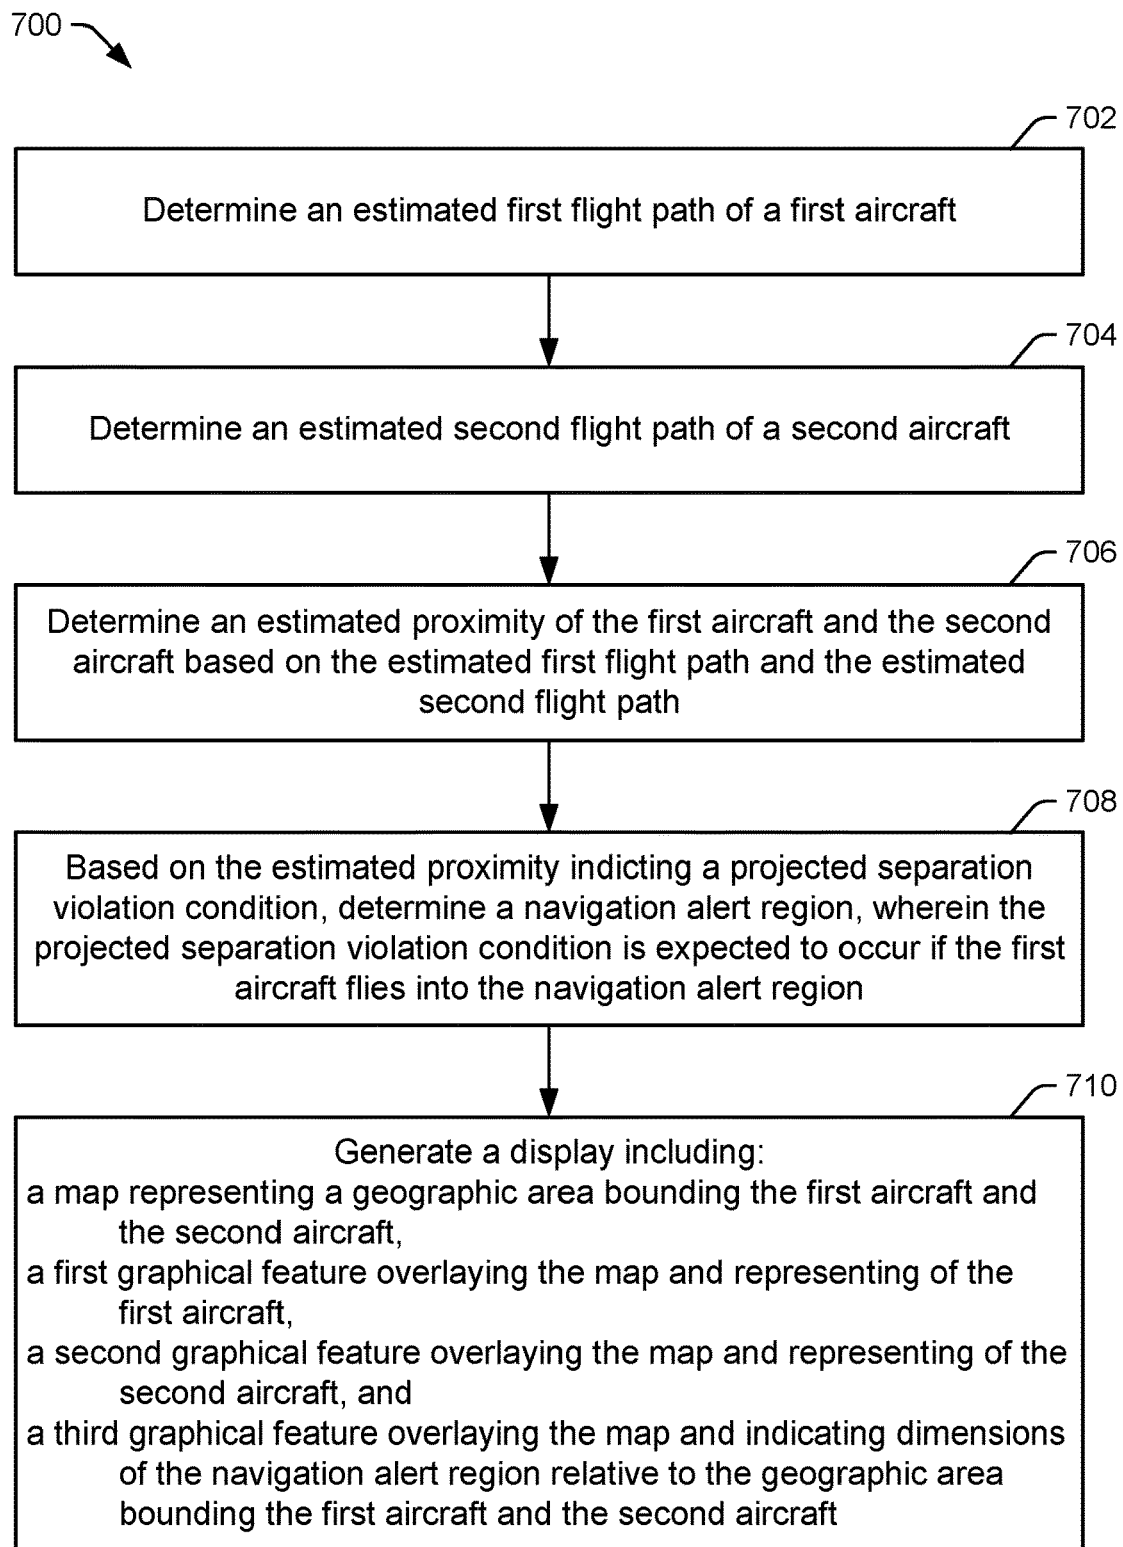 700
702
Determine an estimated first flight path of a first aircraft
704
Determine an estimated second flight path of a second aircraft
706
Determine an estimated proximity of the first aircraft and the second
aircraft based on the estimated first flight path and the estimated
second flight path
708
Based on the estimated proximity indicting a projected separation
violation condition, determine a navigation alert region, wherein the
projected separation violation condition is expected to occur if the first
aircraft flies into the navigation alert region
710
Generate a display including:
a map representing a geographic area bounding the first aircraft and
the second aircraft,
a first graphical feature overlaying the map and representing of the
first aircraft,
a second graphical feature overlaying the map and representing of the
second aircraft, and
a third graphical feature overlaying the map and indicating dimensions
of the navigation alert region relative to the geographic area
bounding the first aircraft and the second aircraft